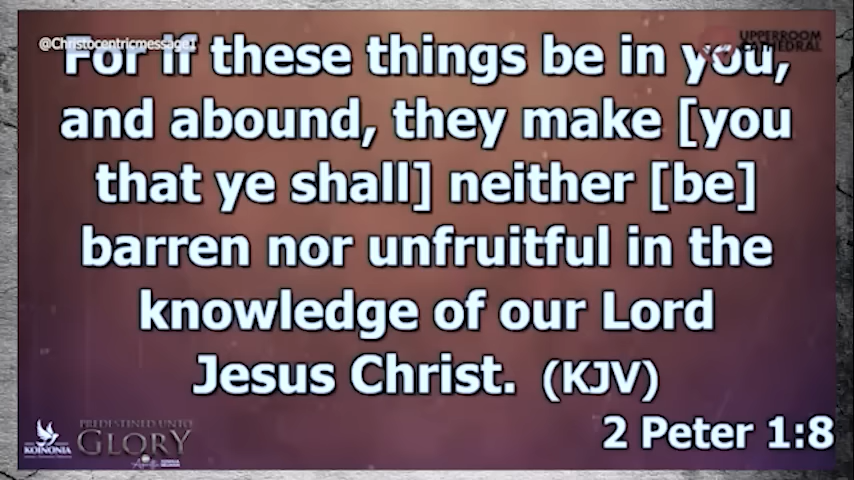 @Christocentricmessage1
UPPERROOM
CATHEDRAL
For if these things be in you,
and abound, they make [you
that ye shall] neither [be]
barren nor unfruitful in the
knowledge of our Lord
Jesus Christ. (KJV)
2 Peter 1:8
KOINONIA
PREDESTINED UNTO
GLORY